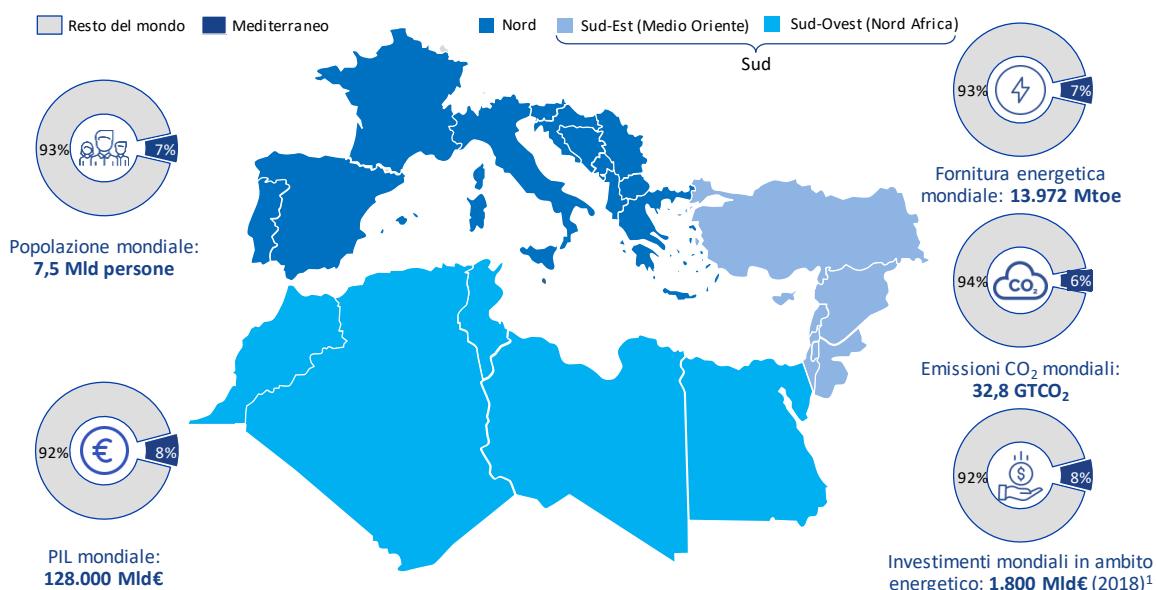 Resto del mondo
Mediterraneo
Nord
Sud-Est (Medio Oriente)
Sud-Ovest (Nord Africa)
Sud
93%
7%
Popolazione mondiale:
7,5 Mld persone
92%
8%
PIL mondiale:
128.000 Mld€
93%
7%
Fornitura energetica
mondiale: 13.972 Mtoe
94%
CO₂
6%
Emissioni CO₂ mondiali:
32,8 GTCO₂
92%
8%
Investimenti mondiali in ambito
energetico: 1.800 Mld€ (2018)¹